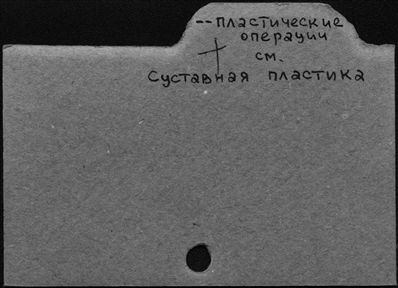 --пластические
операции
см.
Суставная пластика